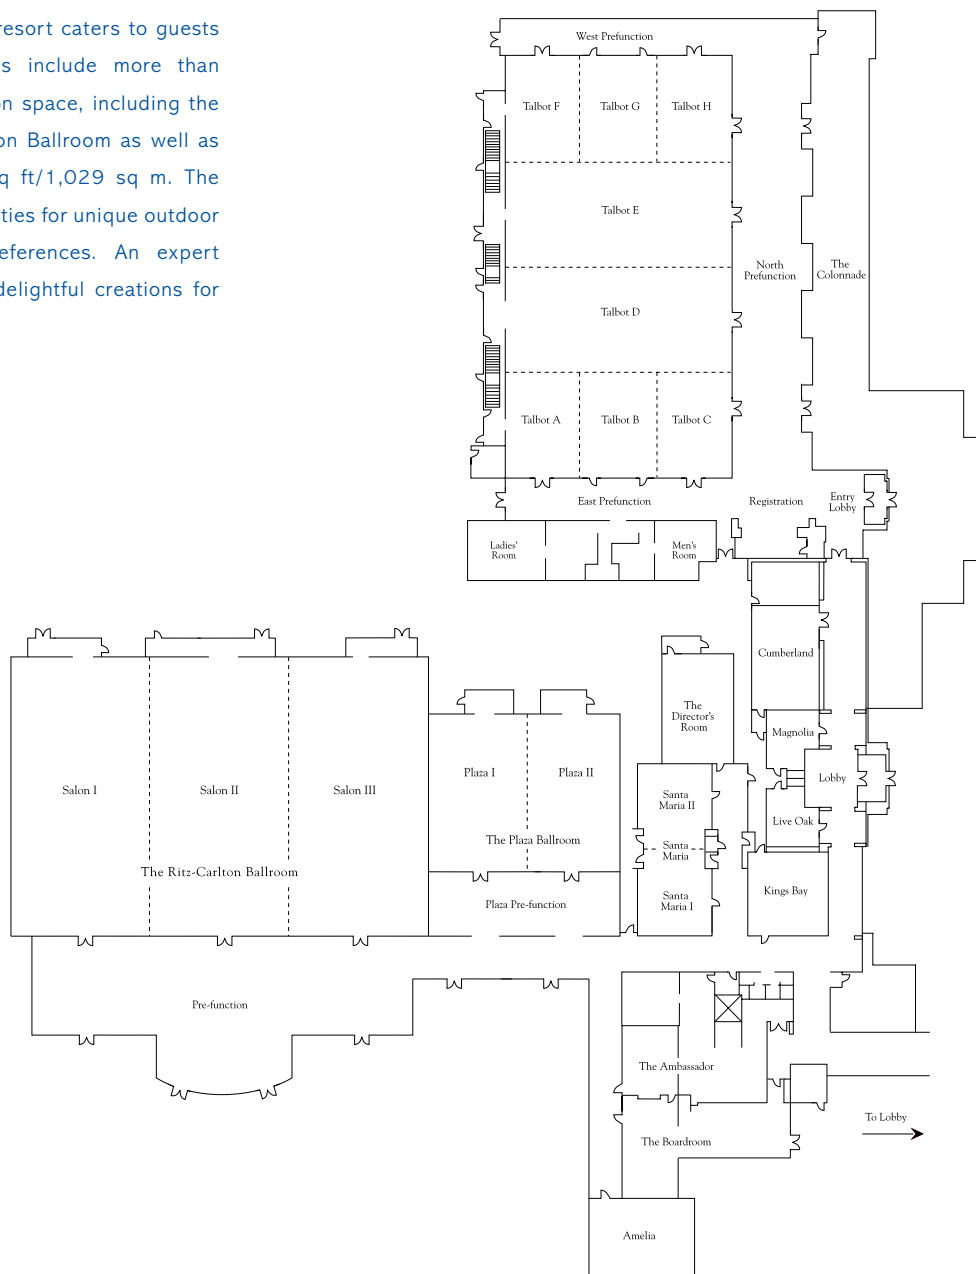 resort caters to guests
s include more than
on space, including the
on Ballroom as well as
q ft/1,029 sq m. The
ties for unique outdoor
eferences. An expert
delightful creations for
West Prefunction
Talbot F
Talbot G
Talbot H
Talbot E
North
Prefunction
The
Colonnade
Talbot D
Talbot A
Talbot B
Talbot C
East Prefunction
Registration
Entry
Lobby
Ladies'
Room
Men's
Room
Cumberland
The
Director's
Room
Magnolia
Lobby
Live Oak
Kings Bay
Santa
Maria II
Santa
Maria
Santa
Maria I
Plaza I
Plaza II
The Plaza Ballroom
Plaza Pre-function
Salon I
Salon II
Salon III
The Ritz-Carlton Ballroom
Pre-function
The Ambassador
The Boardroom
To Lobby
Amelia